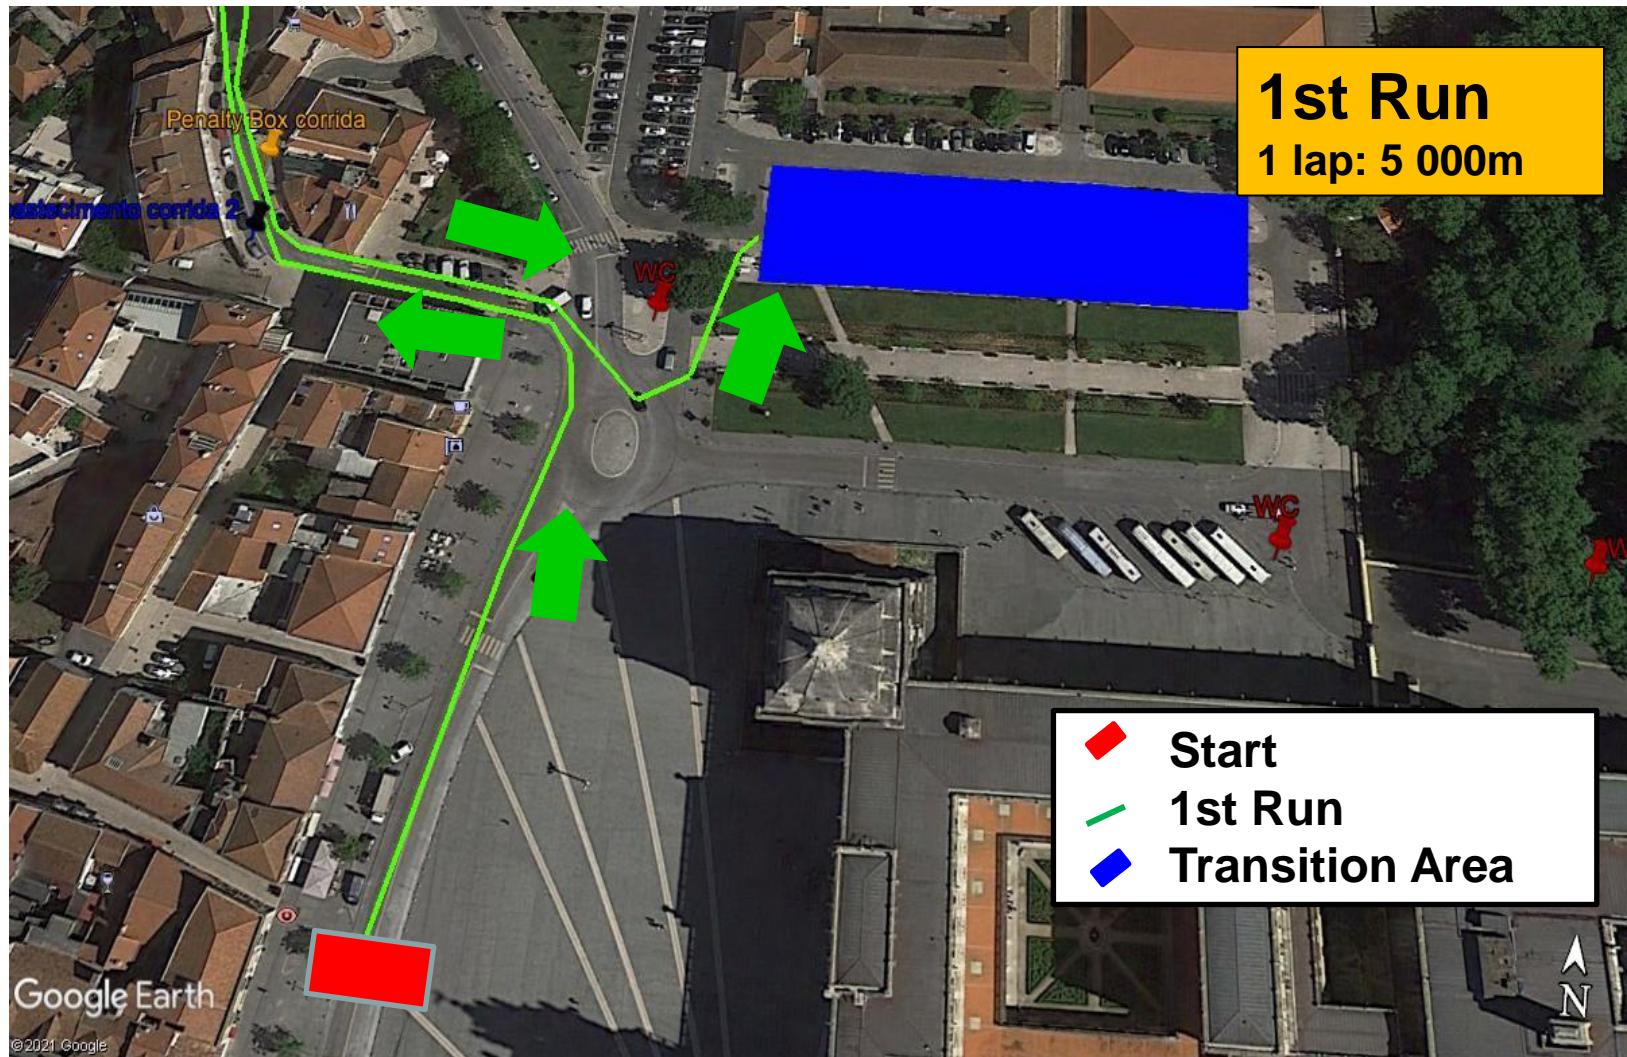 1st Run
1 lap: 5 000m
Penalty Box corrida
astecimento corrida 2
WC
WC
W
Start
1st Run
Transition Area
N
Google Earth
©2021 Google